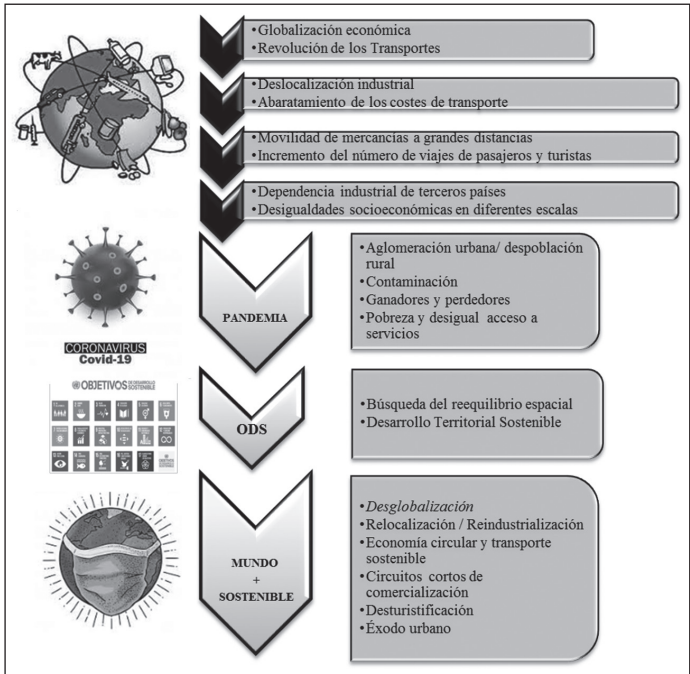 •Globalización económica
•Revolución de los Transportes
•Deslocalización industrial
•Abaratamiento de los costes de transporte
•Movilidad de mercancías a grandes distancias
•Incremento del número de viajes de pasajeros y turistas
•Dependencia industrial de terceros países
•Desigualdades socioeconómicas en diferentes escalas
CORONAVIRUS
Covid-19
PANDEMIA
•Aglomeración urbana/ despoblación
rural
•Contaminación
•Ganadores y perdedores
•Pobreza y desigual acceso a
servicios
OBJETIVOS DE DESARROLLO
SOSTENIBLE
ODS
•Búsqueda del reequilibrio espacial
•Desarrollo Territorial Sostenible
MUNDO
+
SOSTENIBLE
•Desglobalización
•Relocalización / Reindustrialización
•Economía circular y transporte
sostenible
•Circuitos cortos de
comercialización
•Desturistificación
•Éxodo urbano